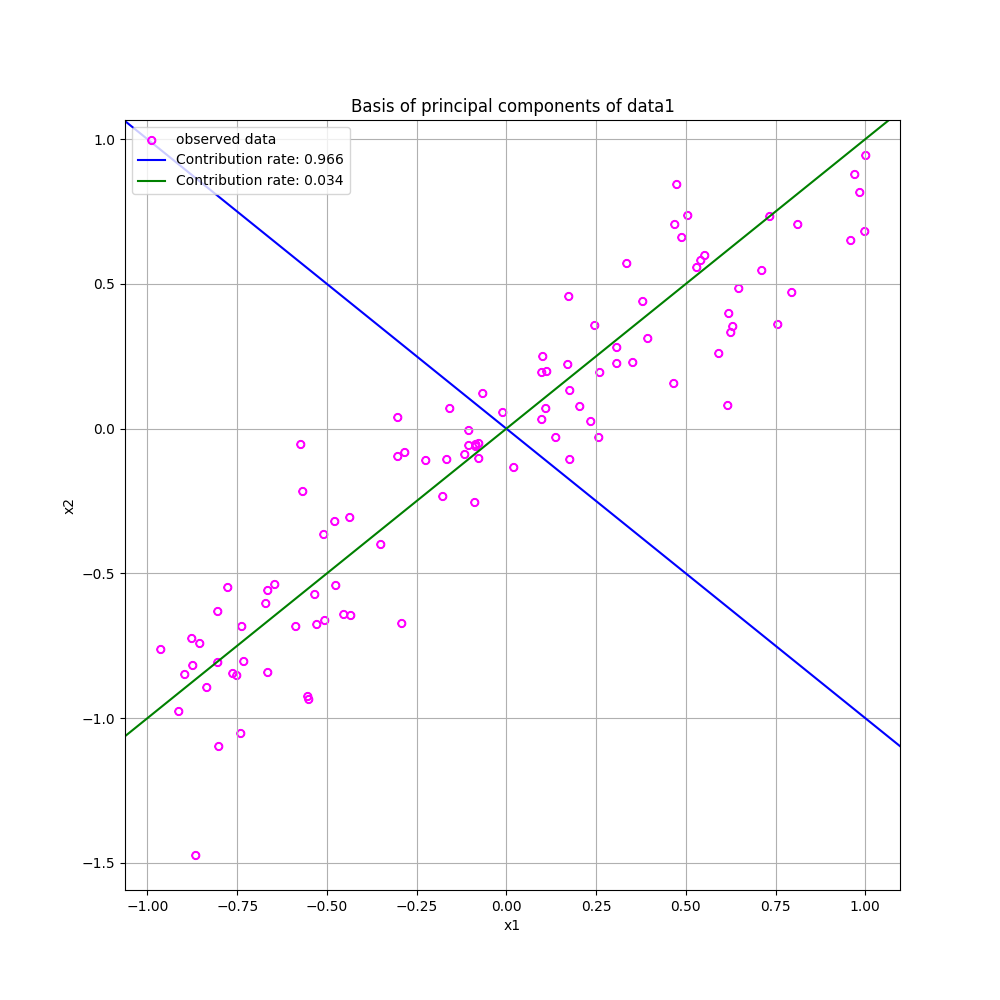 Basis of principal components of data1
observed data
Contribution rate: 0.966
Contribution rate: 0.034
1.0
0.5
0.0
−0.5
−1.0
−1.5
x2
−1.00 −0.75 −0.50 −0.25 0.00 0.25 0.50 0.75 1.00
x1